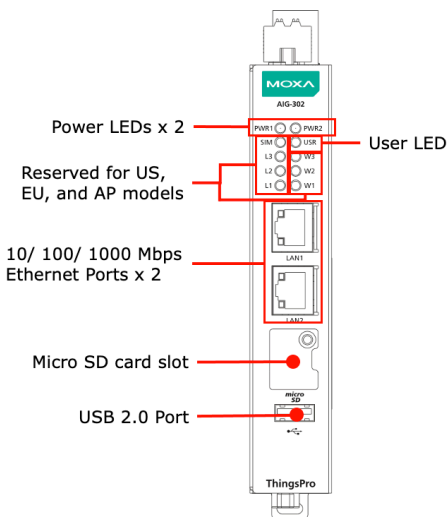 MOXA
AIG-302
Power LEDs x 2
PWR1 PWR2
SIM USR
User LED
L3 W3
L2 W2
L1 W1
Reserved for US,
EU, and AP models
10/ 100/ 1000 Mbps
Ethernet Ports x 2
LAN1
LAN2
Micro SD card slot
micro
SD
USB 2.0 Port
ThingsPro